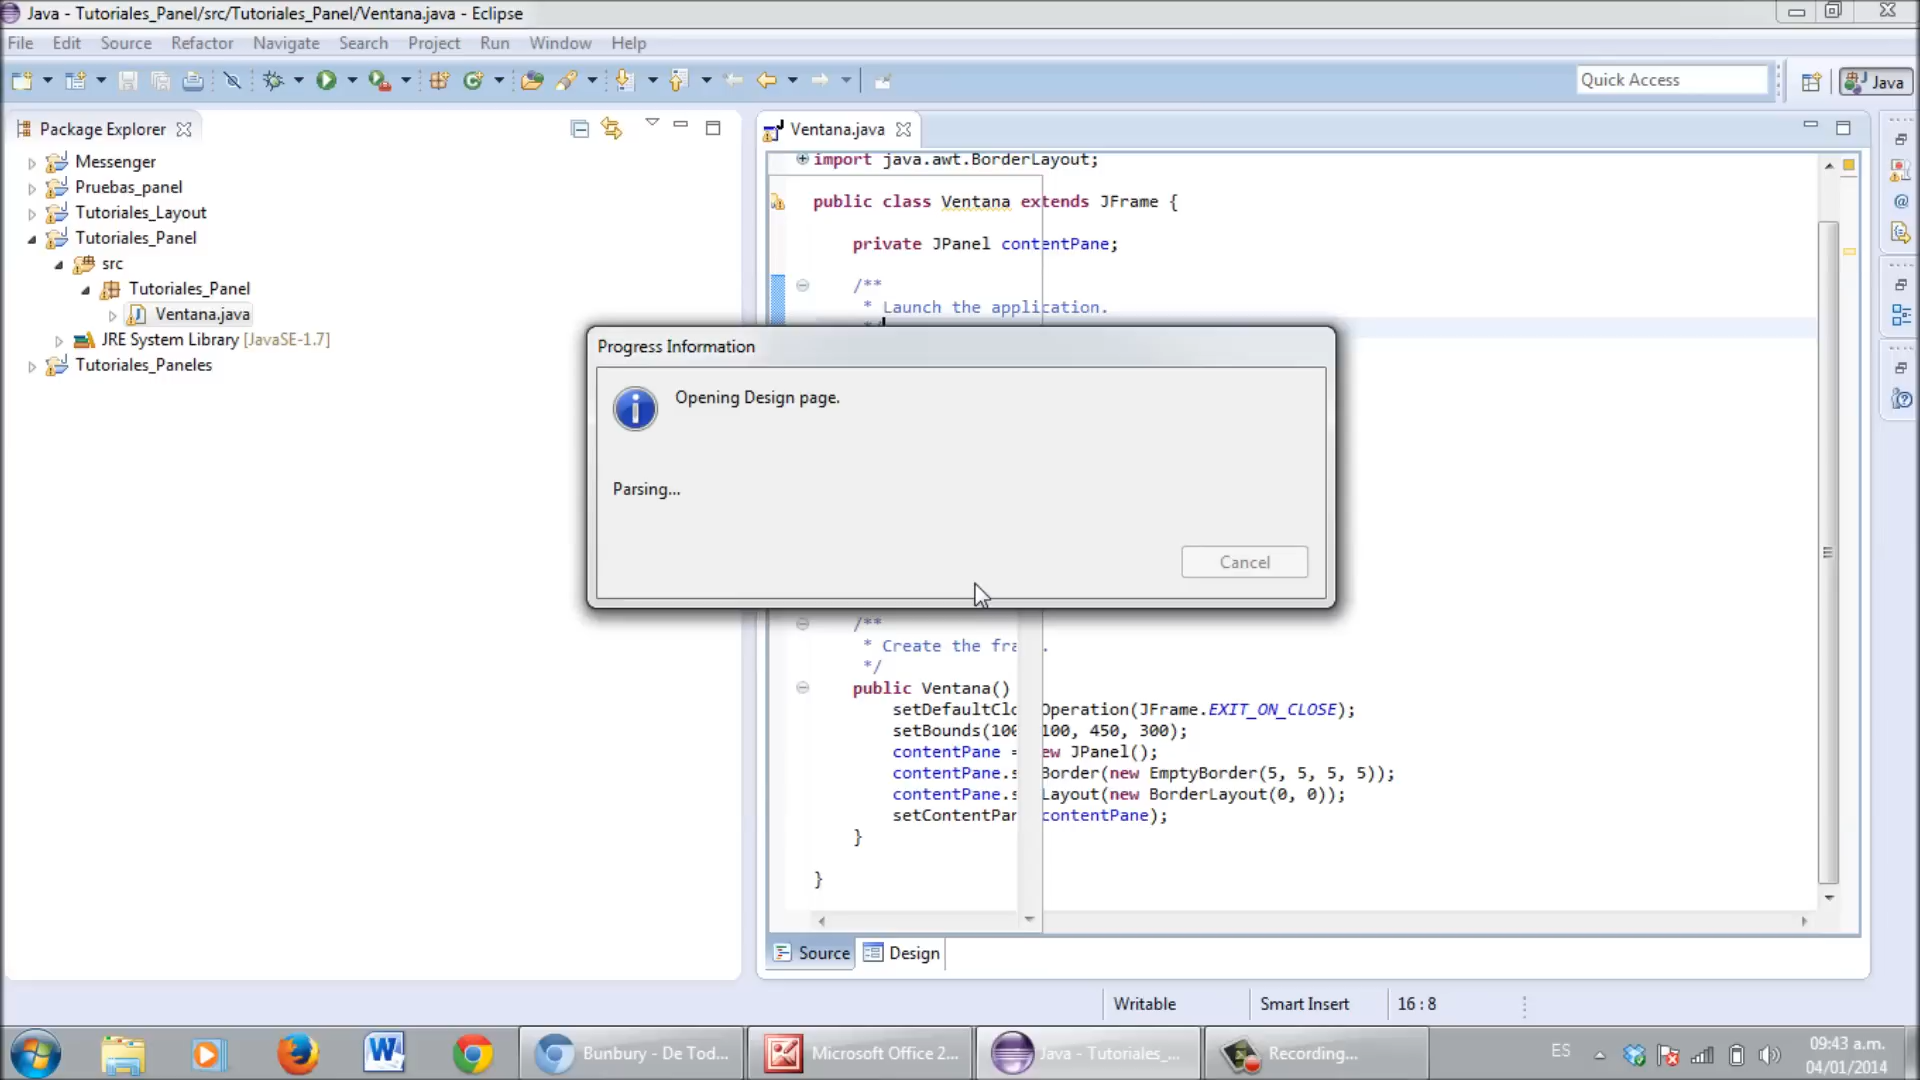 Java - Tutoriales_Panel/src/Tutoriales_Panel/Ventana.java - Eclipse
File Edit Source Refactor Navigate Search Project Run Window Help
Quick Access
Java
Package Explorer
Messenger
Pruebas_panel
Tutoriales_Layout
Tutoriales_Panel
src
Tutoriales_Panel
Ventana.java
JRE System Library [JavaSE-1.7]
Tutoriales_Paneles
Ventana.java
import java.awt.BorderLayout;
public class Ventana extends JFrame {
private JPanel contentPane;
/**
* Launch the application.
Progress Information
Opening Design page.
Parsing...
Cancel
/**
* Create the fra .
*/
public Ventana()
setDefaultClo Operation(JFrame.EXIT_ON_CLOSE);
setBounds(100 100, 450, 300);
contentPane = ew JPanel();
contentPane.s Border(new EmptyBorder(5, 5, 5, 5));
contentPane.s Layout(new BorderLayout(0, 0));
setContentPan contentPane);
}
}
Source Design
Writable Smart Insert 16 : 8
Bunbury - De Tod...
Microsoft Office 2...
Java - Tutoriales_...
Recording...
ES
09:43 a.m.
04/01/2014